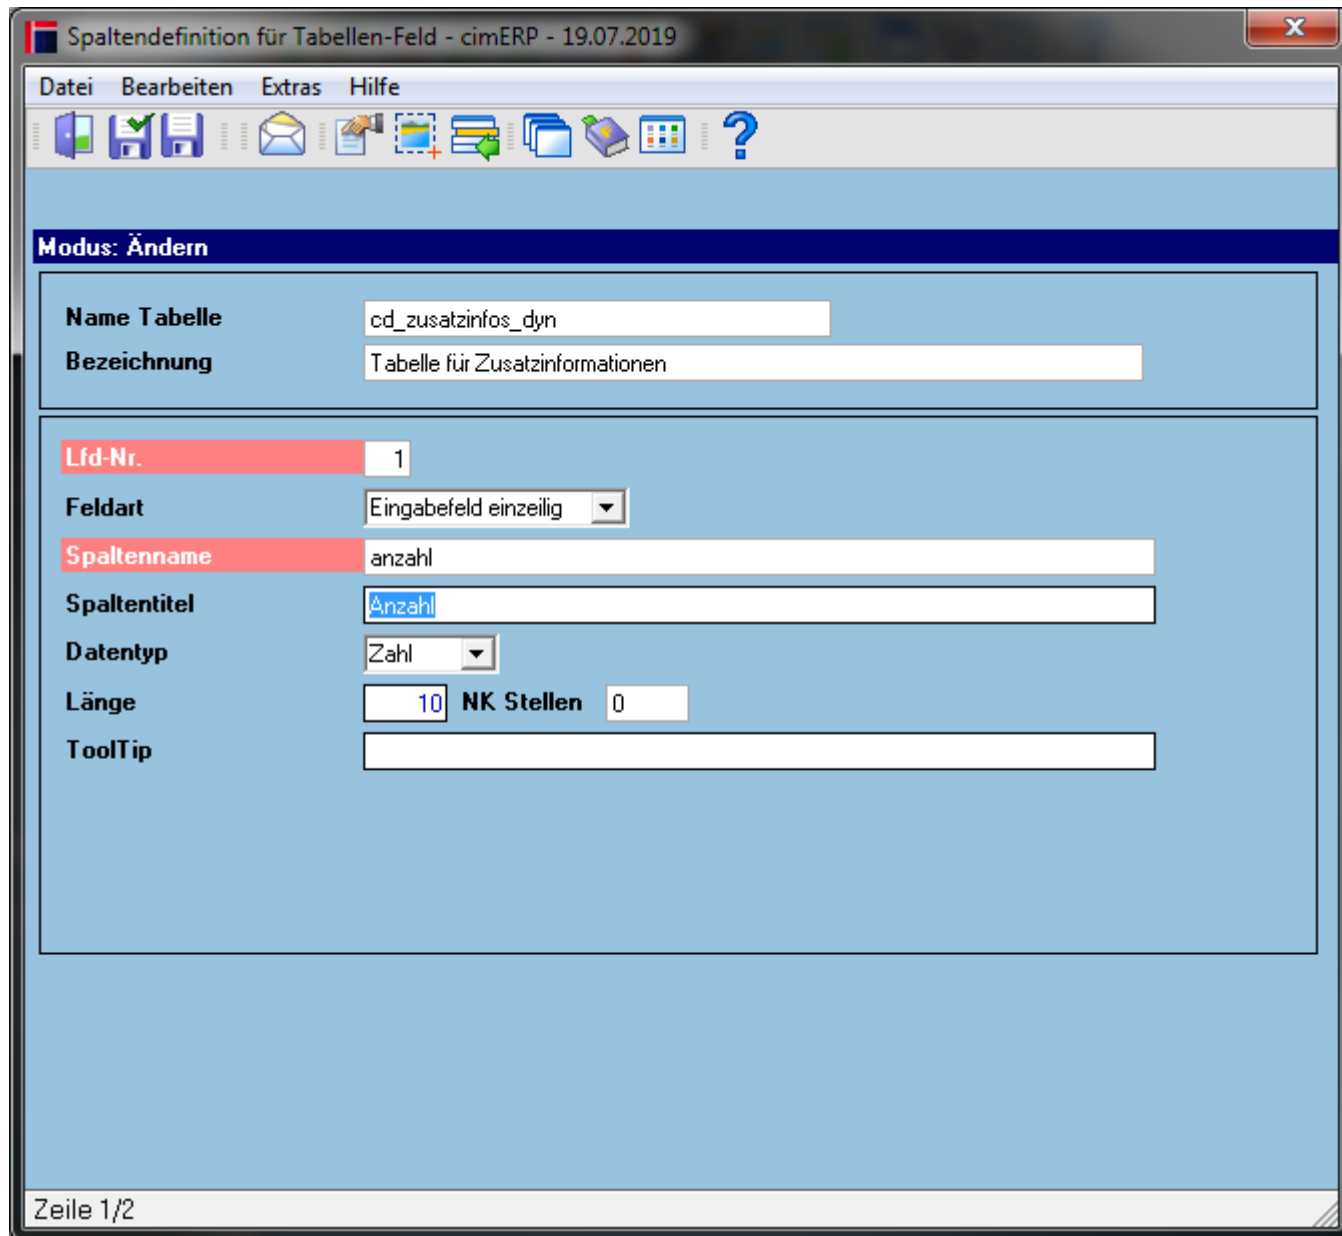 Spaltendefinition für Tabellen-Feld - cimERP - 19.07.2019
Datei Bearbeiten Extras Hilfe
Modus: Ändern
Name Tabelle cd_zusatzinfos_dyn
Bezeichnung Tabelle für Zusatzinformationen
Lfd-Nr. 1
Feldart Eingabefeld einzeilig
Spaltenname anzahl
Spaltentitel Anzahl
Datentyp Zahl
Länge 10 NK Stellen 0
ToolTip
Zeile 1/2